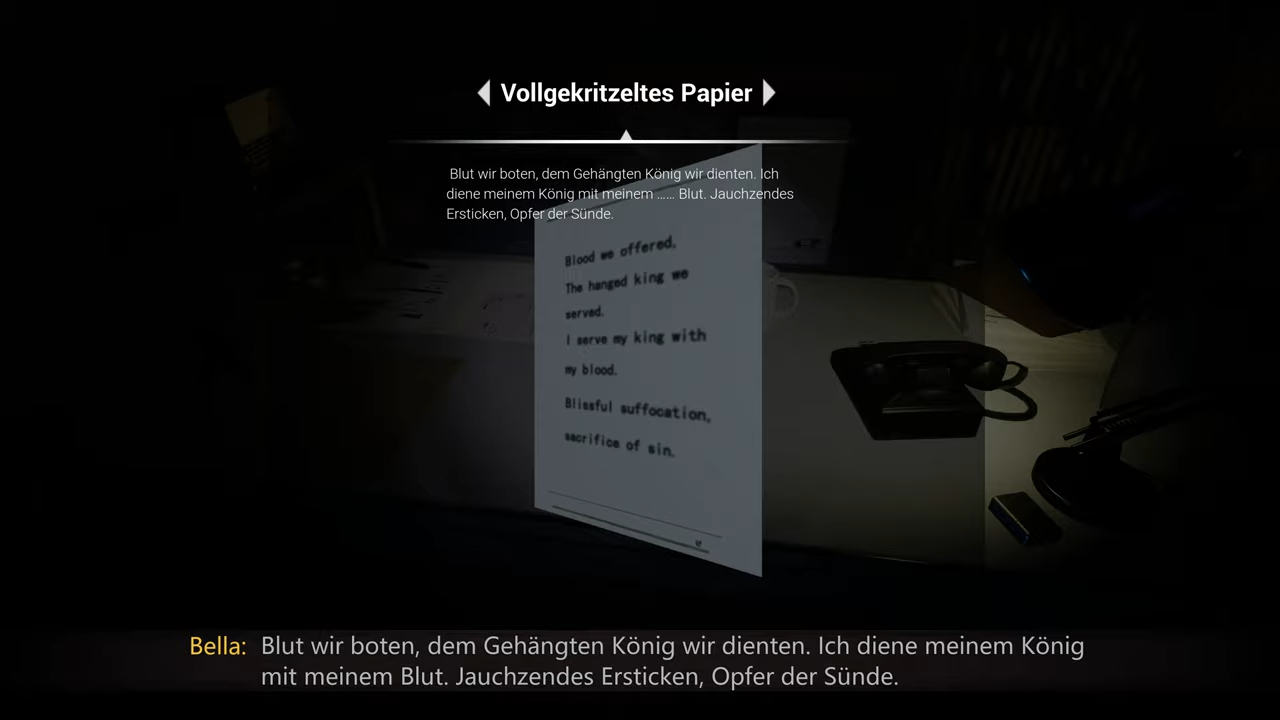 Vollgekritzeltes Papier
Blut wir boten, dem Gehängten König wir dienten. Ich
diene meinem König mit meinem ...... Blut. Jauchzendes
Ersticken, Opfer der Sünde.
Blood we offered,
The hanged king we
served.
I serve my king with
my blood.
Blissful suffocation,
sacrifice of sin.
Bella: Blut wir boten, dem Gehängten König wir dienten. Ich diene meinem König
mit meinem Blut. Jauchzendes Ersticken, Opfer der Sünde.